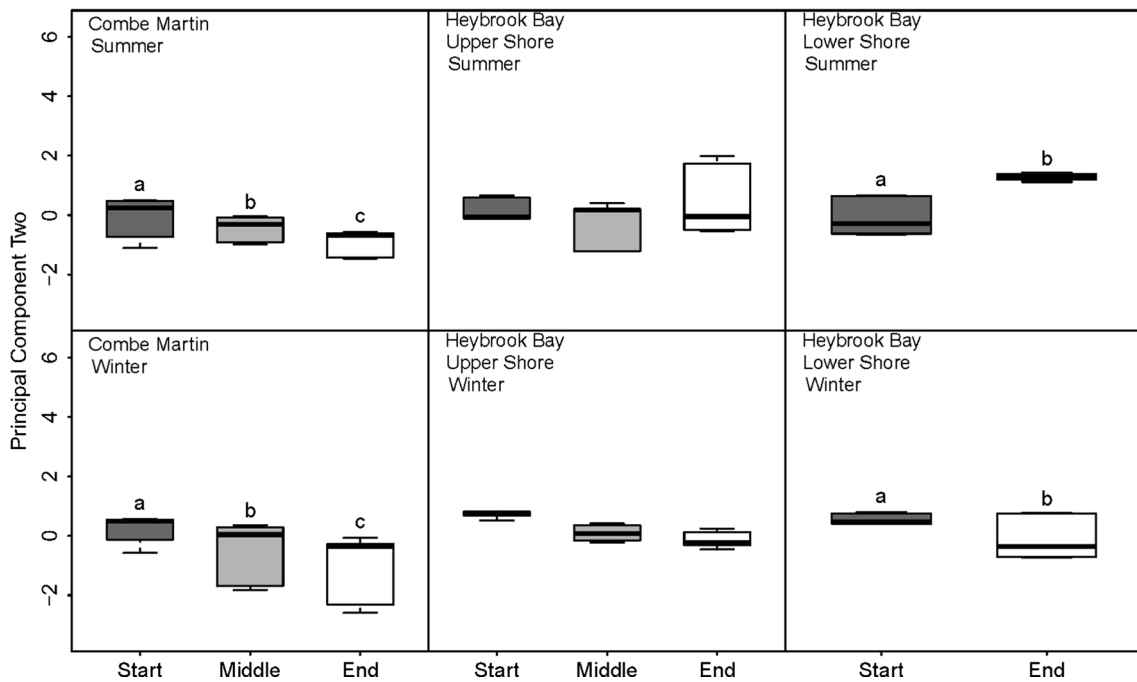 Combe Martin
Summer
Heybrook Bay
Upper Shore
Summer
Heybrook Bay
Lower Shore
Summer
6
4
2
0
−2
a
b
c
a
b
Principal Component Two
Combe Martin
Winter
Heybrook Bay
Upper Shore
Winter
Heybrook Bay
Lower Shore
Winter
6
4
2
0
−2
a
b
c
a
b
Start
Middle
End
Start
Middle
End
Start
End